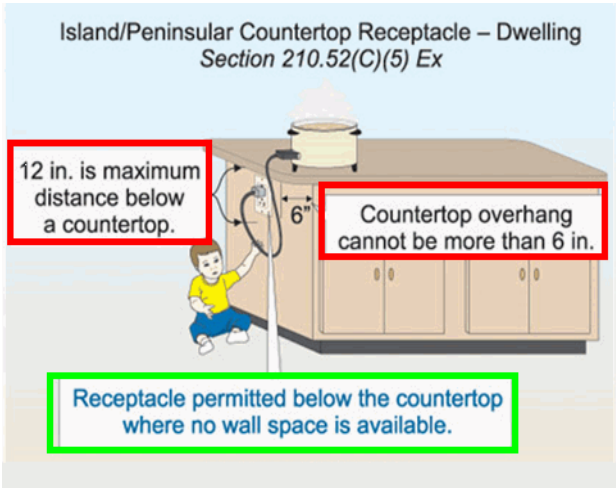 Island/Peninsular Countertop Receptacle – Dwelling
Section 210.52(C)(5) Ex
12 in. is maximum
distance below
a countertop.
6"
Countertop overhang
cannot be more than 6 in.
Receptacle permitted below the countertop
where no wall space is available.